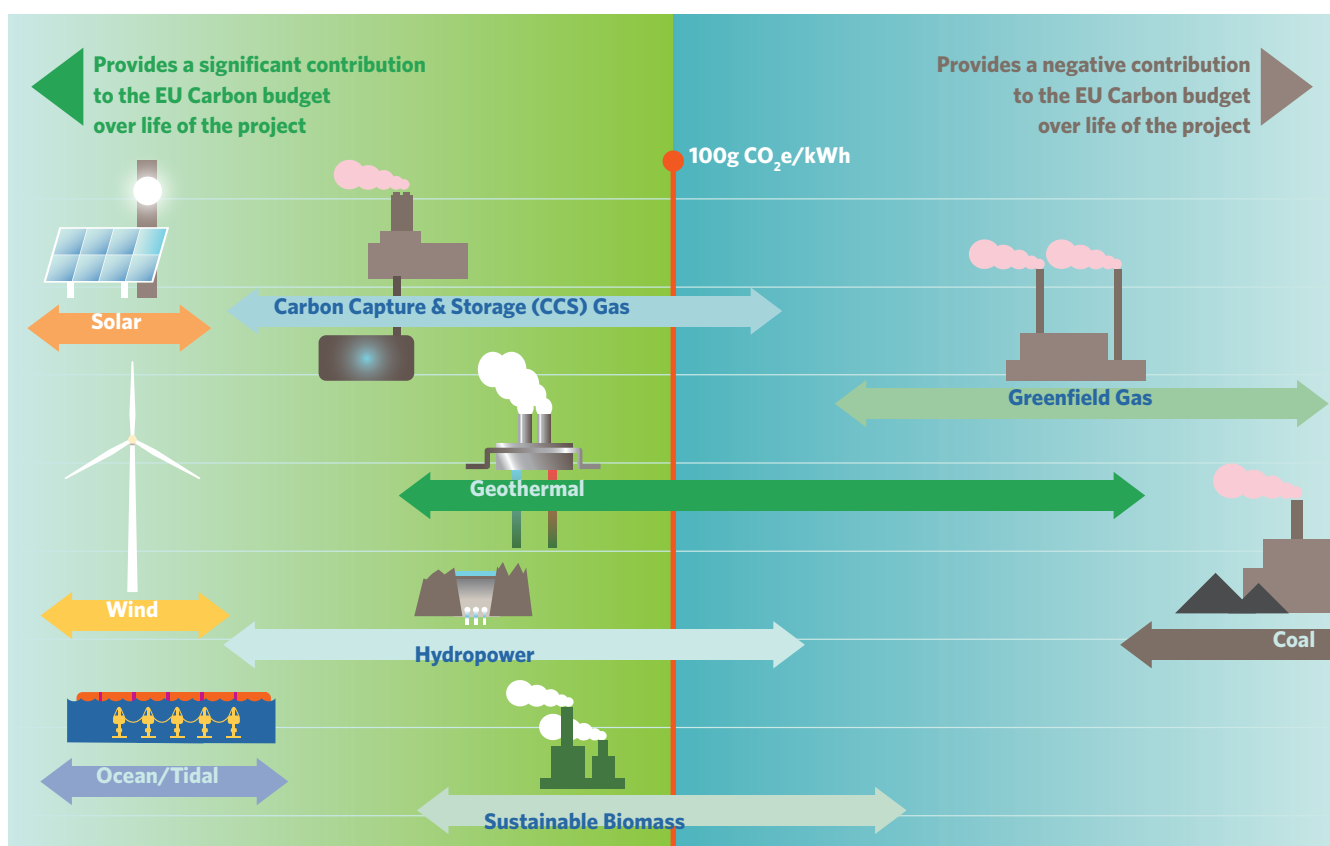 Provides a significant contribution
to the EU Carbon budget
over life of the project
Provides a negative contribution
to the EU Carbon budget
over life of the project
100g CO₂e/kWh
Carbon Capture & Storage (CCS) Gas
Solar
Greenfield Gas
Geothermal
Wind
Coal
Hydropower
Ocean/Tidal
Sustainable Biomass